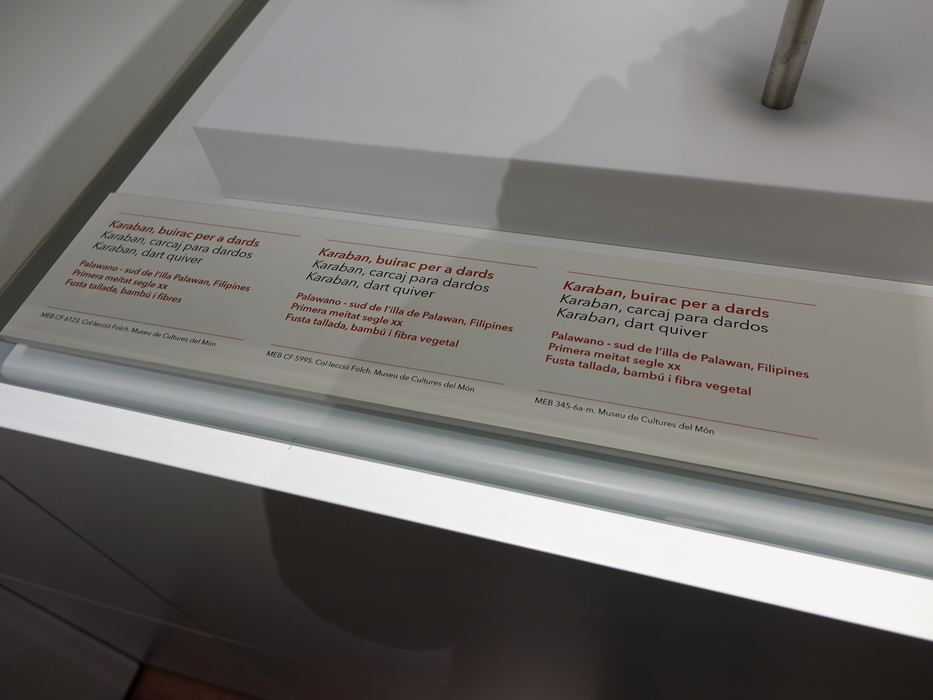 Karaban, buirac per a dards
Karaban, carcaj para dardos
Karaban, dart quiver
Palawano - sud de l'illa Palawan, Filipines
Primera meitat segle XX
Fusta tallada, bambú i fibres
MEB CF 6123. Col·lecció Folch. Museu de Cultures del Món
Karaban, buirac per a dards
Karaban, carcaj para dardos
Karaban, dart quiver
Palawano - sud de l'illa de Palawan, Filipines
Primera meitat segle XX
Fusta tallada, bambú i fibra vegetal
MEB CF 5995. Col·lecció Folch. Museu de Cultures del Món
Karaban, buirac per a dards
Karaban, carcaj para dardos
Karaban, dart quiver
Palawano - sud de l'illa de Palawan, Filipines
Primera meitat segle XX
Fusta tallada, bambú i fibra vegetal
MEB 345-6a-m. Museu de Cultures del Món